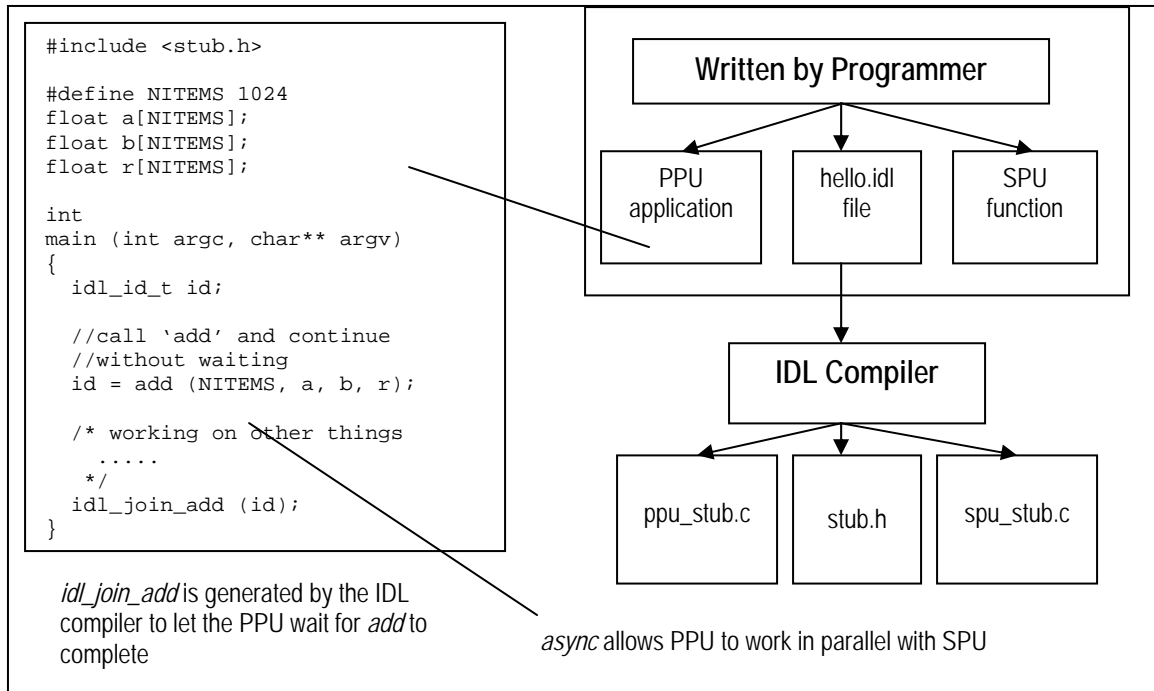 #include <stub.h>
#define NITEMS 1024
float a[NITEMS];
float b[NITEMS];
float r[NITEMS];
int
main (int argc, char** argv)
{
idl_id_t id;
//call ‘add’ and continue
//without waiting
id = add (NITEMS, a, b, r);
/* working on other things
.....
*/
idl_join_add (id);
}
idl_join_add is generated by the IDL
compiler to let the PPU wait for add to
complete
Written by Programmer
PPU
application
hello.idl
file
SPU
function
IDL Compiler
ppu_stub.c
stub.h
spu_stub.c
async allows PPU to work in parallel with SPU